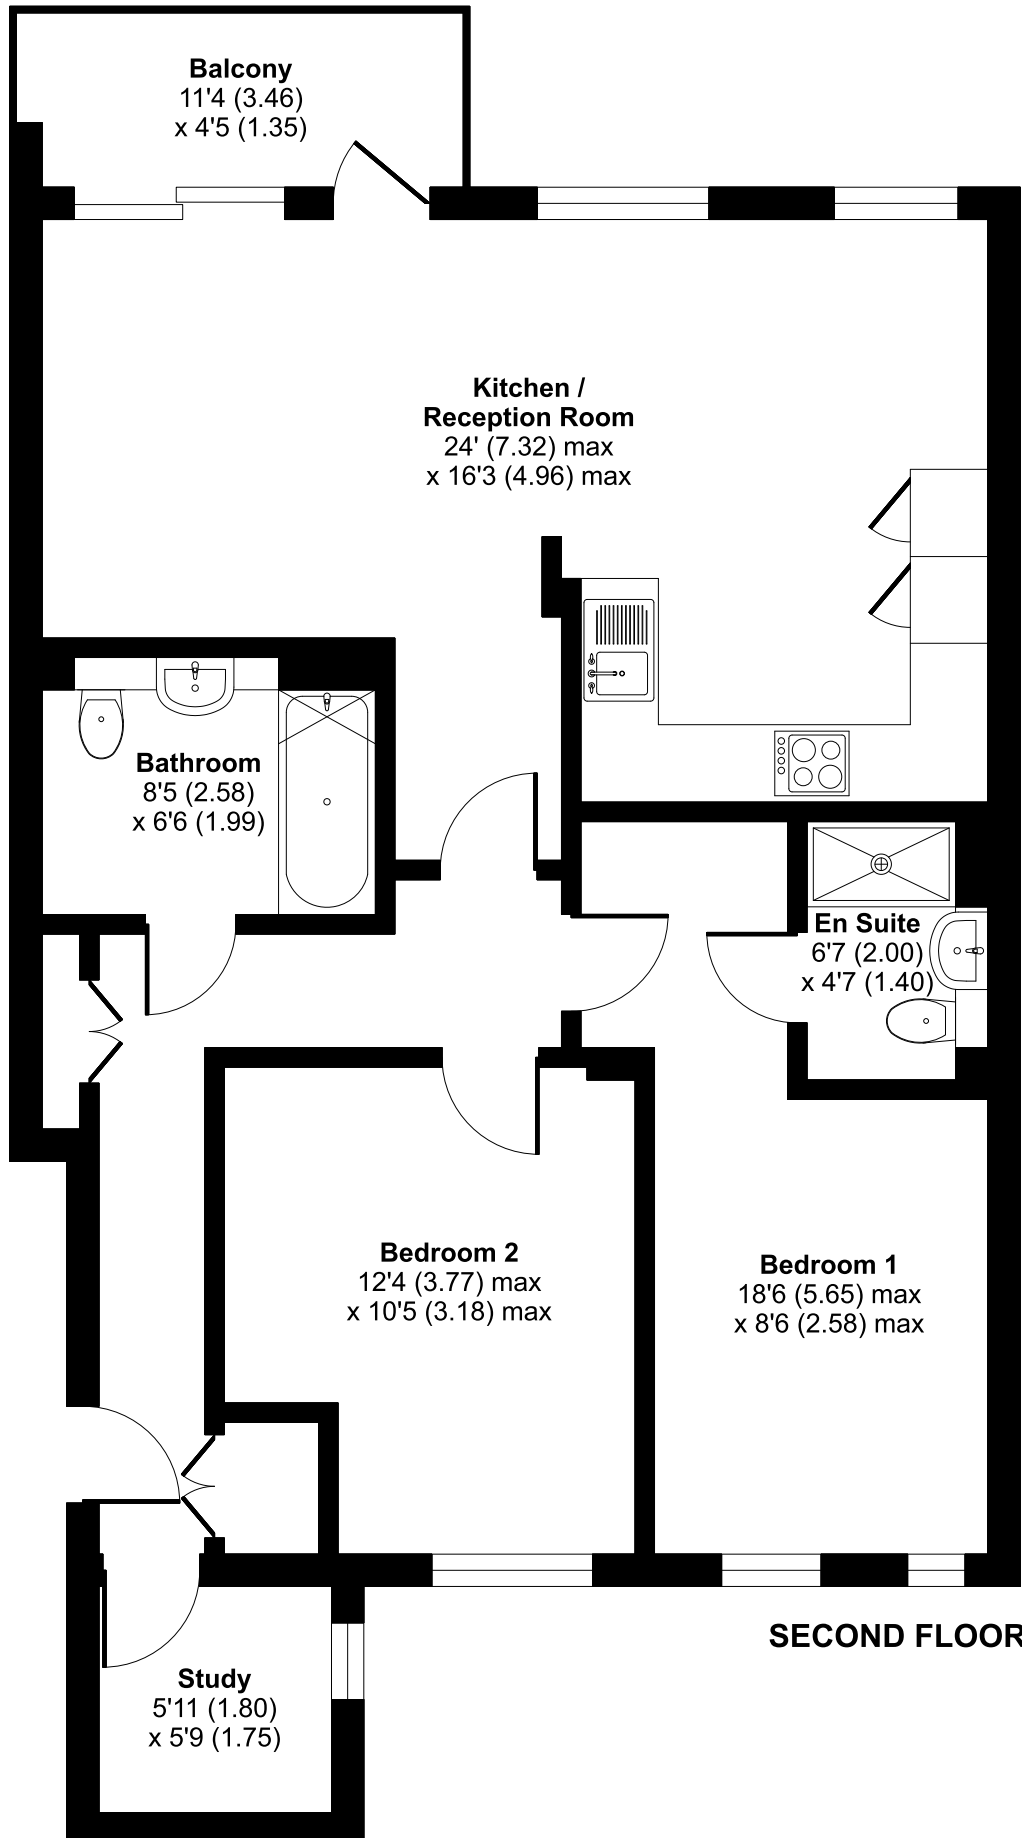 Balcony
11'4 (3.46)
x 4'5 (1.35)
Kitchen /
Reception Room
24' (7.32) max
x 16'3 (4.96) max
Bathroom
8'5 (2.58)
x 6'6 (1.99)
En Suite
6'7 (2.00)
x 4'7 (1.40)
Bedroom 2
12'4 (3.77) max
x 10'5 (3.18) max
Bedroom 1
18'6 (5.65) max
x 8'6 (2.58) max
SECOND FLOOR
Study
5'11 (1.80)
x 5'9 (1.75)